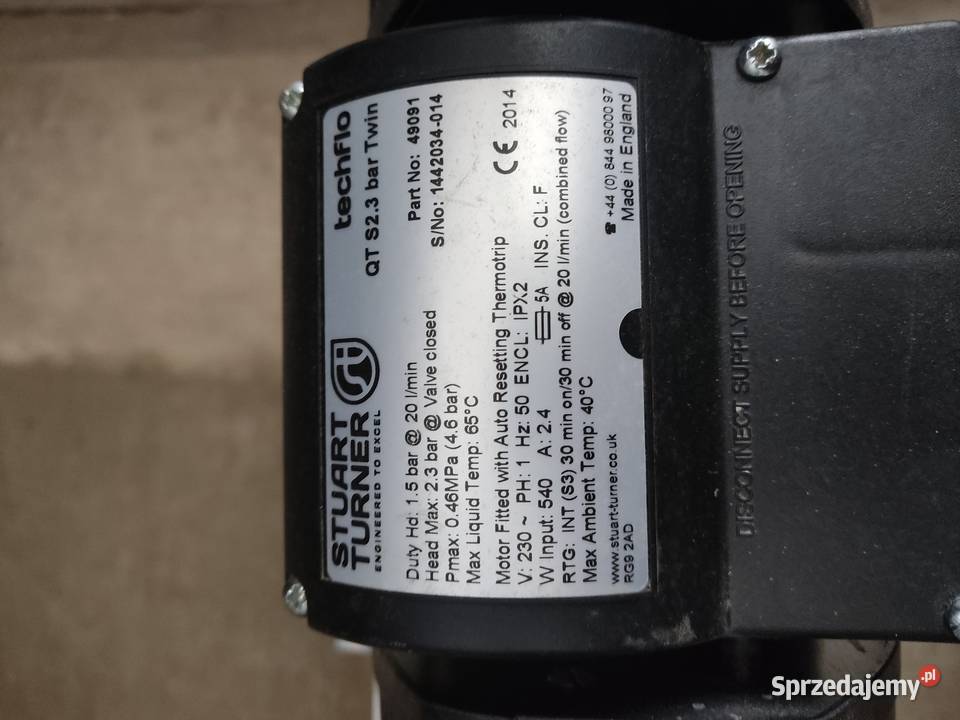 STUART
TURNER
ENGINEERED TO EXCEL
techflo
QT S2.3 bar Twin
Duty Hd: 1.5 bar @ 20 l/min
Part No: 49091
Head Max: 2.3 bar @ Valve closed
S/No: 1442034-014
Pmax: 0.46MPa (4.6 bar)
Max Liquid Temp: 65°C
CE 2014
Motor Fitted with Auto Resetting Thermotrip
V: 230 ~ PH: 1 Hz: 50 ENCL: IPX2
W Input: 540 A: 2.4 5A INS. CL: F
RTG: INT (S3) 30 min on/30 min off @ 20 l/min (combined flow)
Max Ambient Temp: 40°C
www.stuart-turner.co.uk
☎ +44 (0) 844 98000 97
RG9 2AD
Made in England
DISCONNECT SUPPLY BEFORE OPENING
Sprzedajemy.pl